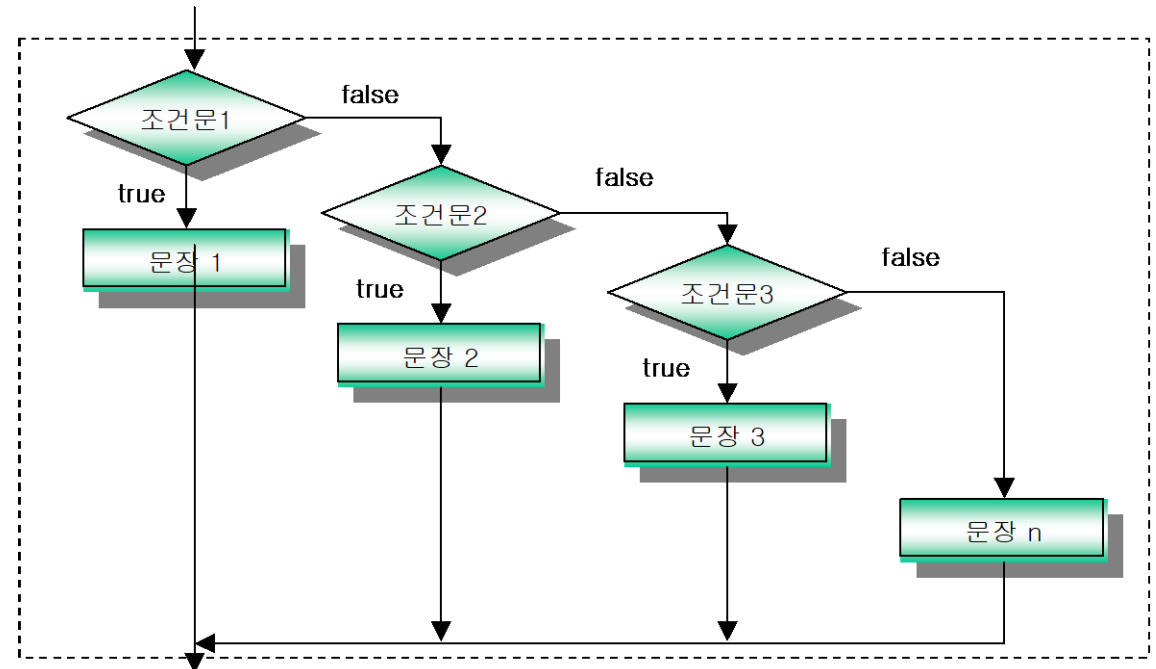 false
조건문1
true
false
조건문2
문장 1
false
true
조건문3
문장 2
true
문장 3
문장 n